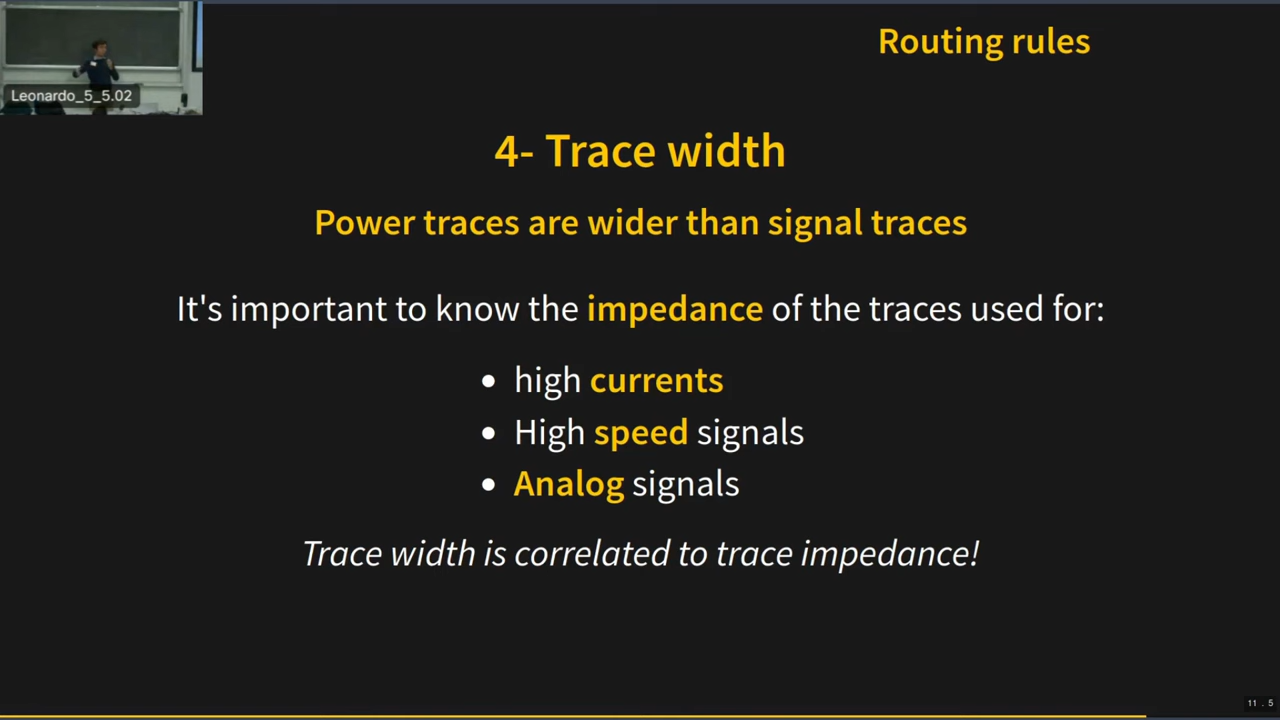 Leonardo_5_5.02
Routing rules
4- Trace width
Power traces are wider than signal traces
It's important to know the impedance of the traces used for:
• high currents
• High speed signals
• Analog signals
Trace width is correlated to trace impedance!
11 . 5